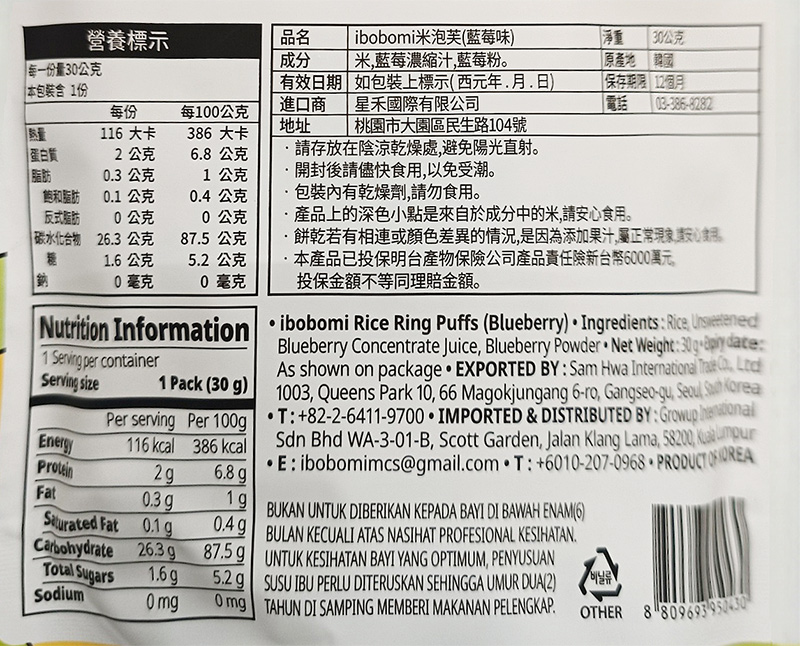 營養標示
每一份量30公克
本包裝含 1份
每份 每100公克
熱量 116 大卡 386 大卡
蛋白質 2 公克 6.8 公克
脂肪 0.3 公克 1 公克
飽和脂肪 0.1 公克 0.4 公克
反式脂肪 0 公克 0 公克
碳水化合物 26.3 公克 87.5 公克
糖 1.6 公克 5.2 公克
鈉 0 毫克 0 毫克
品名 ibobomi米泡芙(藍莓味) 淨重 30公克
成分 米,藍莓濃縮汁,藍莓粉。 原產地 韓國
有效日期 如包裝上標示(西元年.月.日) 保存期限 12個月
進口商 星禾國際有限公司 電話 03-386-8282
地址 桃園市大園區民生路104號
· 請存放在陰涼乾燥處,避免陽光直射。
· 開封後請儘快食用,以免受潮。
· 包裝內有乾燥劑,請勿食用。
· 產品上的深色小點是來自於成分中的米,請安心食用。
· 餅乾若有相連或顏色差異的情況,是因為添加果汁,屬正常現象,請安心食用。
· 本產品已投保明台產物保險公司產品責任險新台幣6000萬元,
投保金額不等同理賠金額。
Nutrition Information
1 Serving per container
Serving size 1 Pack (30 g)
Per serving Per 100g
Energy 116 kcal 386 kcal
Protein 2 g 6.8 g
Fat 0.3 g 1 g
Saturated Fat 0.1 g 0.4 g
Carbohydrate 26.3 g 87.5 g
Total Sugars 1.6 g 5.2 g
Sodium 0 mg 0 mg
• ibobomi Rice Ring Puffs (Blueberry) • Ingredients : Rice, Unsweetened
Blueberry Concentrate Juice, Blueberry Powder • Net Weight : 30 g • Expiry date:
As shown on package • EXPORTED BY : Sam Hwa International Trade Co., Ltd
1003, Queens Park 10, 66 Magokjungang 6-ro, Gangseo-gu, Seoul, South Korea
• T : +82-2-6411-9700 • IMPORTED & DISTRIBUTED BY : Growup International
Sdn Bhd WA-3-01-B, Scott Garden, Jalan Klang Lama, 58200, Kuala Lumpur
• E : ibobomimcs@gmail.com • T : +6010-207-0968 • PRODUCT OF KOREA
BUKAN UNTUK DIBERIKAN KEPADA BAYI DI BAWAH ENAM(6)
BULAN KECUALI ATAS NASIHAT PROFESIONAL KESIHATAN.
UNTUK KESIHATAN BAYI YANG OPTIMUM, PENYUSUAN
SUSU IBU PERLU DITERUSKAN SEHINGGA UMUR DUA(2)
TAHUN DI SAMPING MEMBERI MAKANAN PELENGKAP.
비닐류
OTHER
8 809693 950430